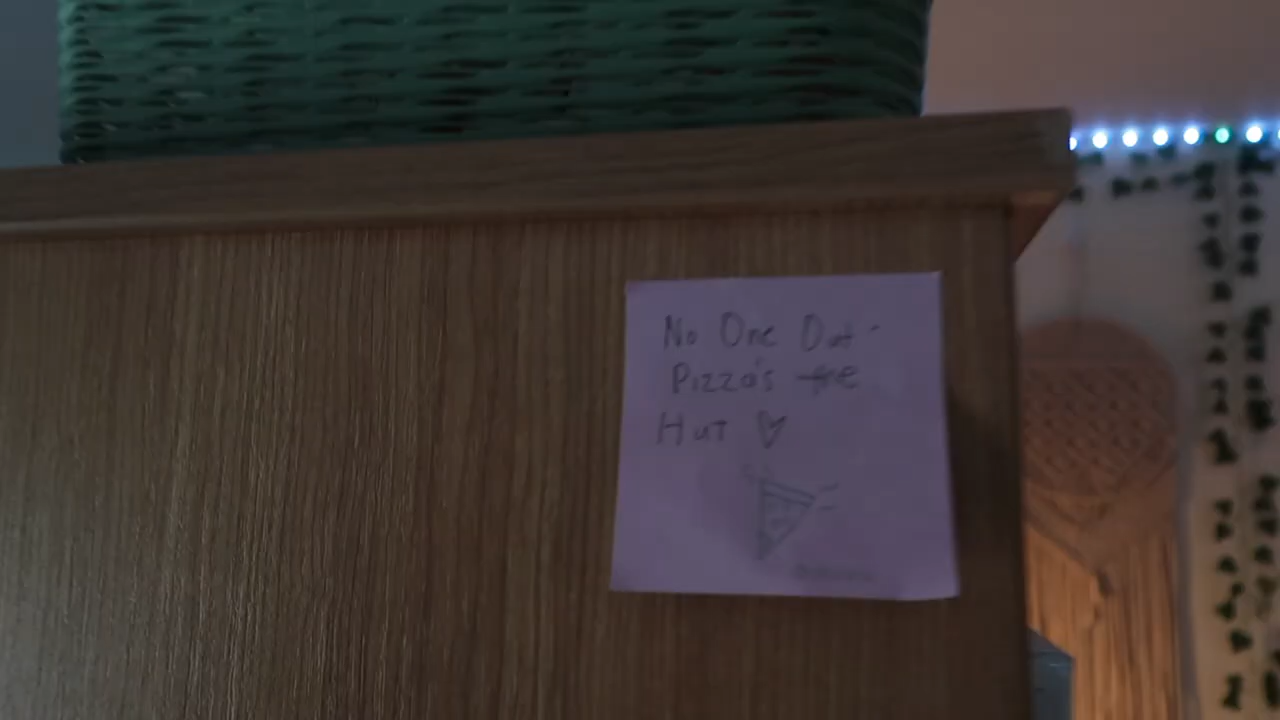 No One Out-
Pizza's the
Hut ♡